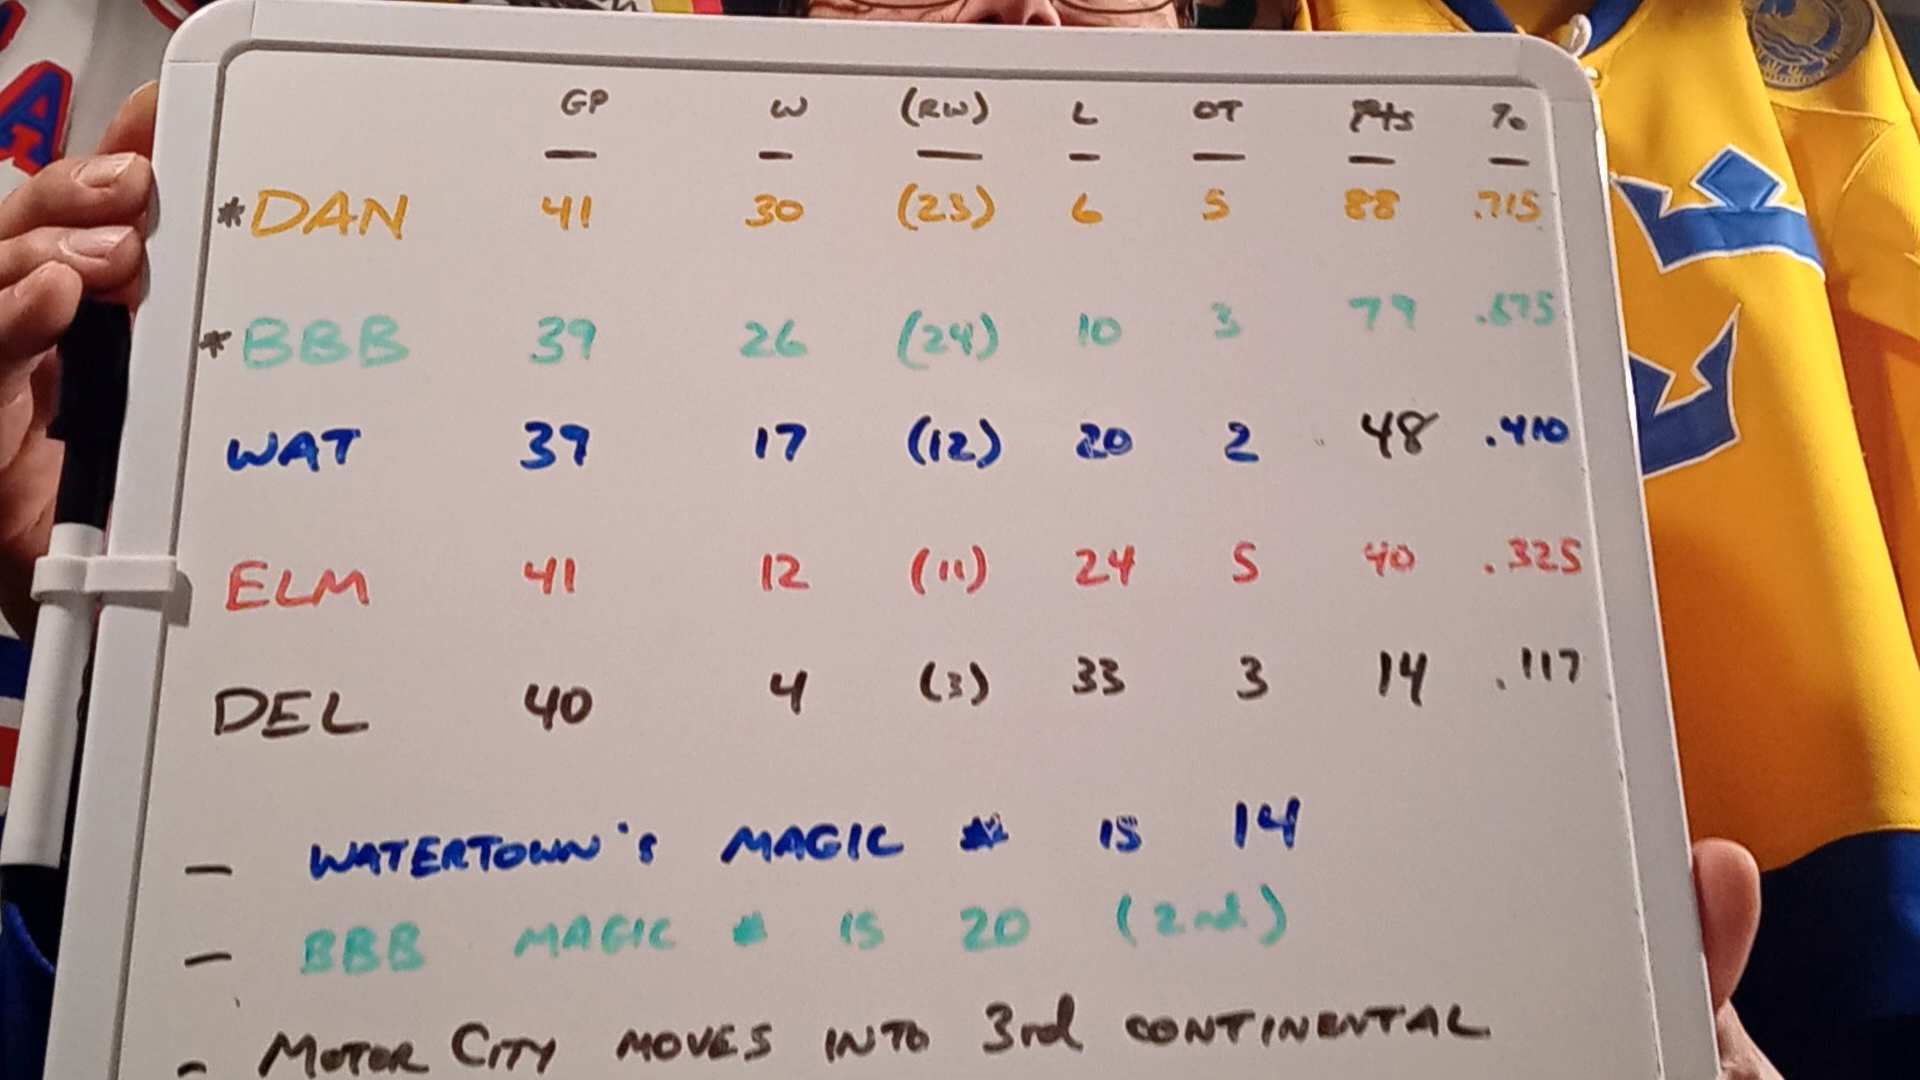 GP W (RW) L OT Pts %
*DAN 41 30 (23) 6 5 88 .715
*BBB 39 26 (24) 10 3 79 .675
WAT 39 17 (12) 20 2 48 .410
ELM 41 12 (11) 24 5 40 .325
DEL 40 4 (3) 33 3 14 .117
- WATERTOWN'S MAGIC # IS 14
- BBB MAGIC # IS 20 (2nd)
- MOTOR CITY MOVES INTO 3rd CONTINENTAL
A